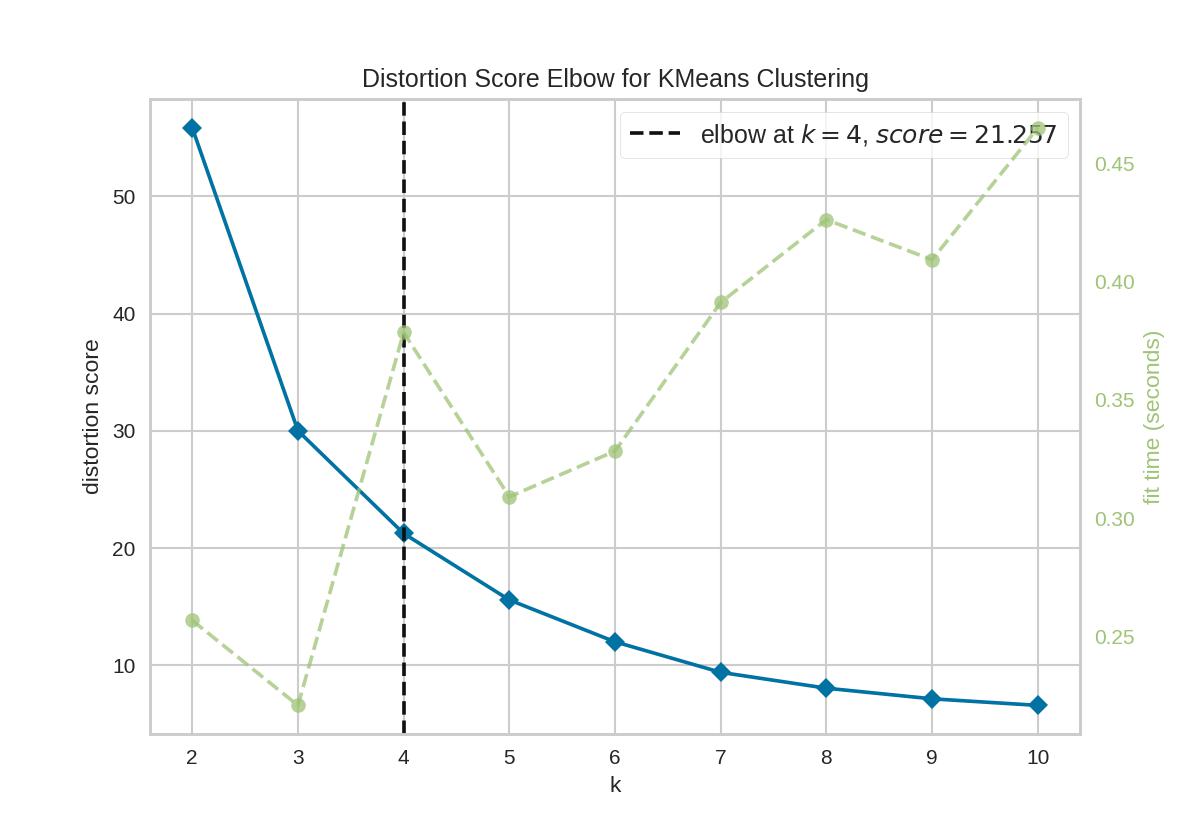 Distortion Score Elbow for KMeans Clustering
elbow at k = 4, score = 21.257
distortion score
50
40
30
20
10
0.45
0.40
0.35
0.30
0.25
fit time (seconds)
2 3 4 5 6 7 8 9 10
k